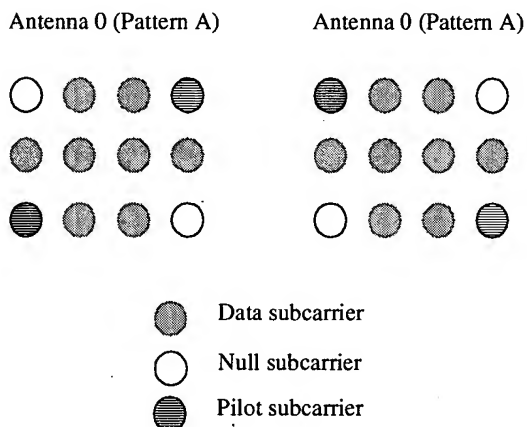 Antenna 0 (Pattern A)
Antenna 0 (Pattern A)
Data subcarrier
Null subcarrier
Pilot subcarrier